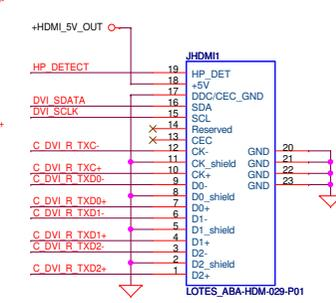 +HDMI_5V_OUT
JHDMI1
HP_DETECT 19 HP_DET
18 +5V
17 DDC/CEC_GND
DVI_SDATA 16 SDA
DVI_SCLK 15 SCL
14 Reserved
13 CEC
C_DVI_R_TXC- 12 CK- GND 20
11 CK_shield GND 21
C_DVI_R_TXC+ 10 CK+ GND 22
C_DVI_R_TXD0- 9 D0- GND 23
8 D0_shield
C_DVI_R_TXD0+ 7 D0+
C_DVI_R_TXD1- 6 D1-
5 D1_shield
C_DVI_R_TXD1+ 4 D1+
C_DVI_R_TXD2- 3 D2-
2 D2_shield
C_DVI_R_TXD2+ 1 D2+
LOTES_ABA-HDM-029-P01